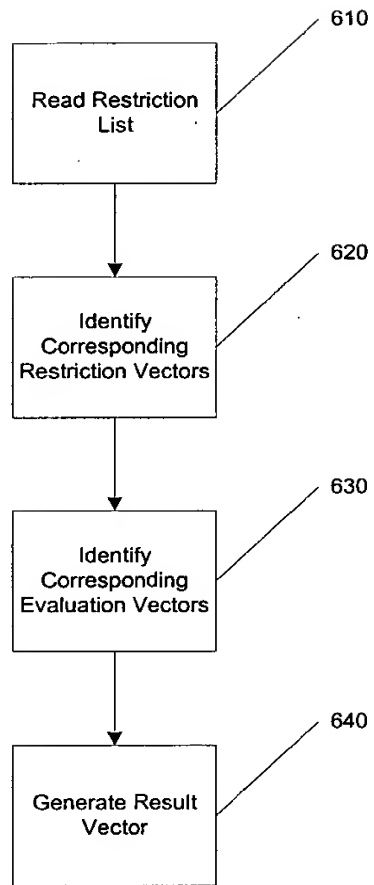 610
Read Restriction
List
620
Identify
Corresponding
Restriction Vectors
630
Identify
Corresponding
Evaluation Vectors
640
Generate Result
Vector